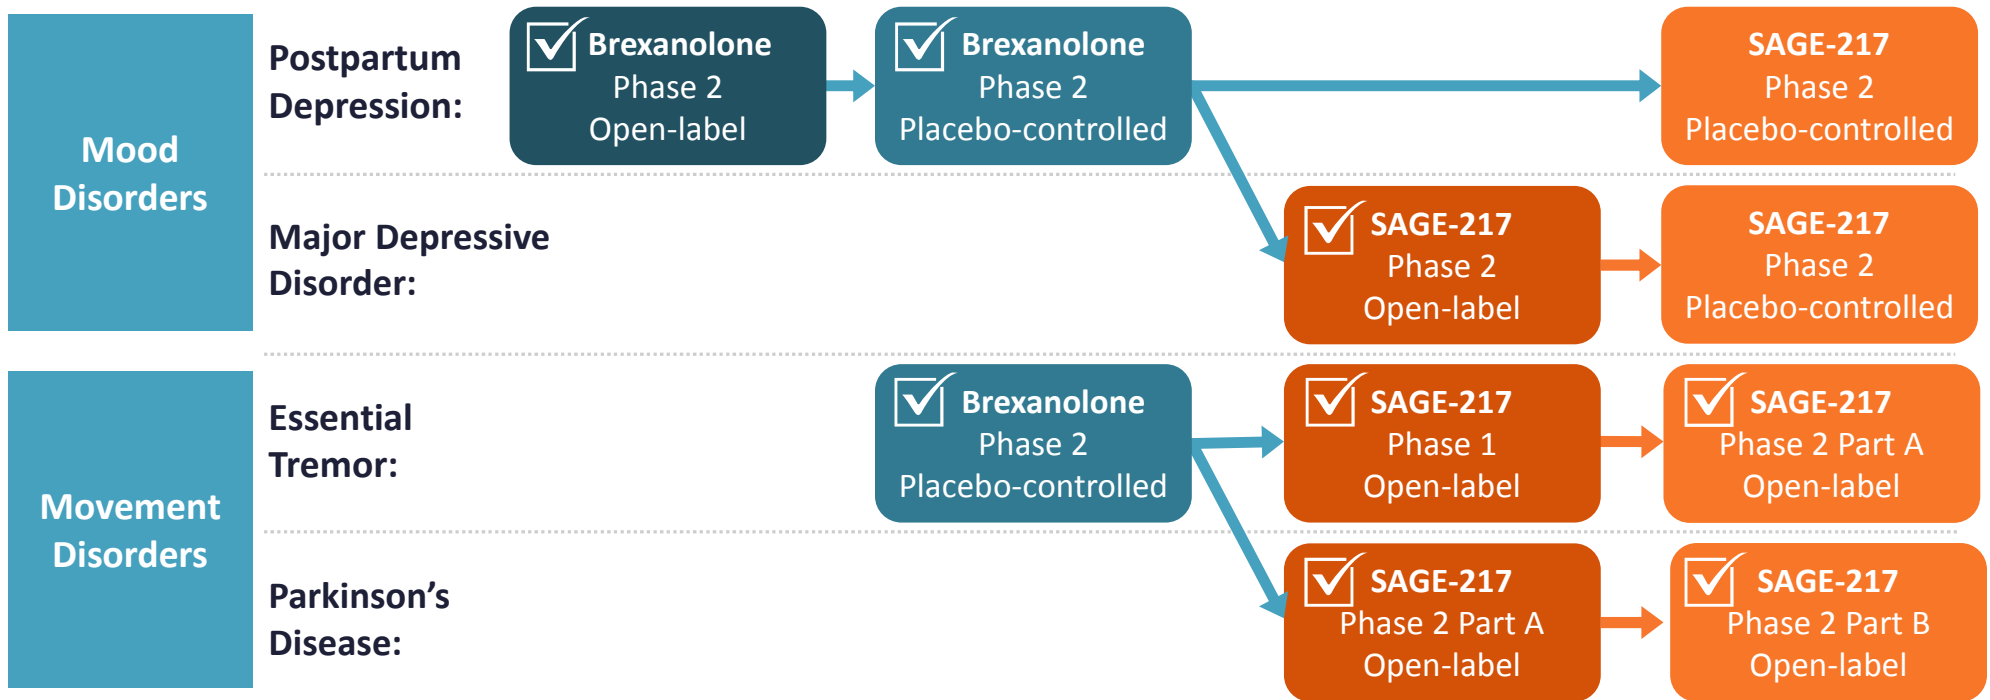 Mood
Disorders
Postpartum
Depression:
Brexanolone
Phase 2
Open-label
Brexanolone
Phase 2
Placebo-controlled
SAGE-217
Phase 2
Placebo-controlled
Major Depressive
Disorder:
SAGE-217
Phase 2
Open-label
SAGE-217
Phase 2
Placebo-controlled
Movement
Disorders
Essential
Tremor:
Brexanolone
Phase 2
Placebo-controlled
SAGE-217
Phase 1
Open-label
SAGE-217
Phase 2 Part A
Open-label
Parkinson’s
Disease:
SAGE-217
Phase 2 Part A
Open-label
SAGE-217
Phase 2 Part B
Open-label